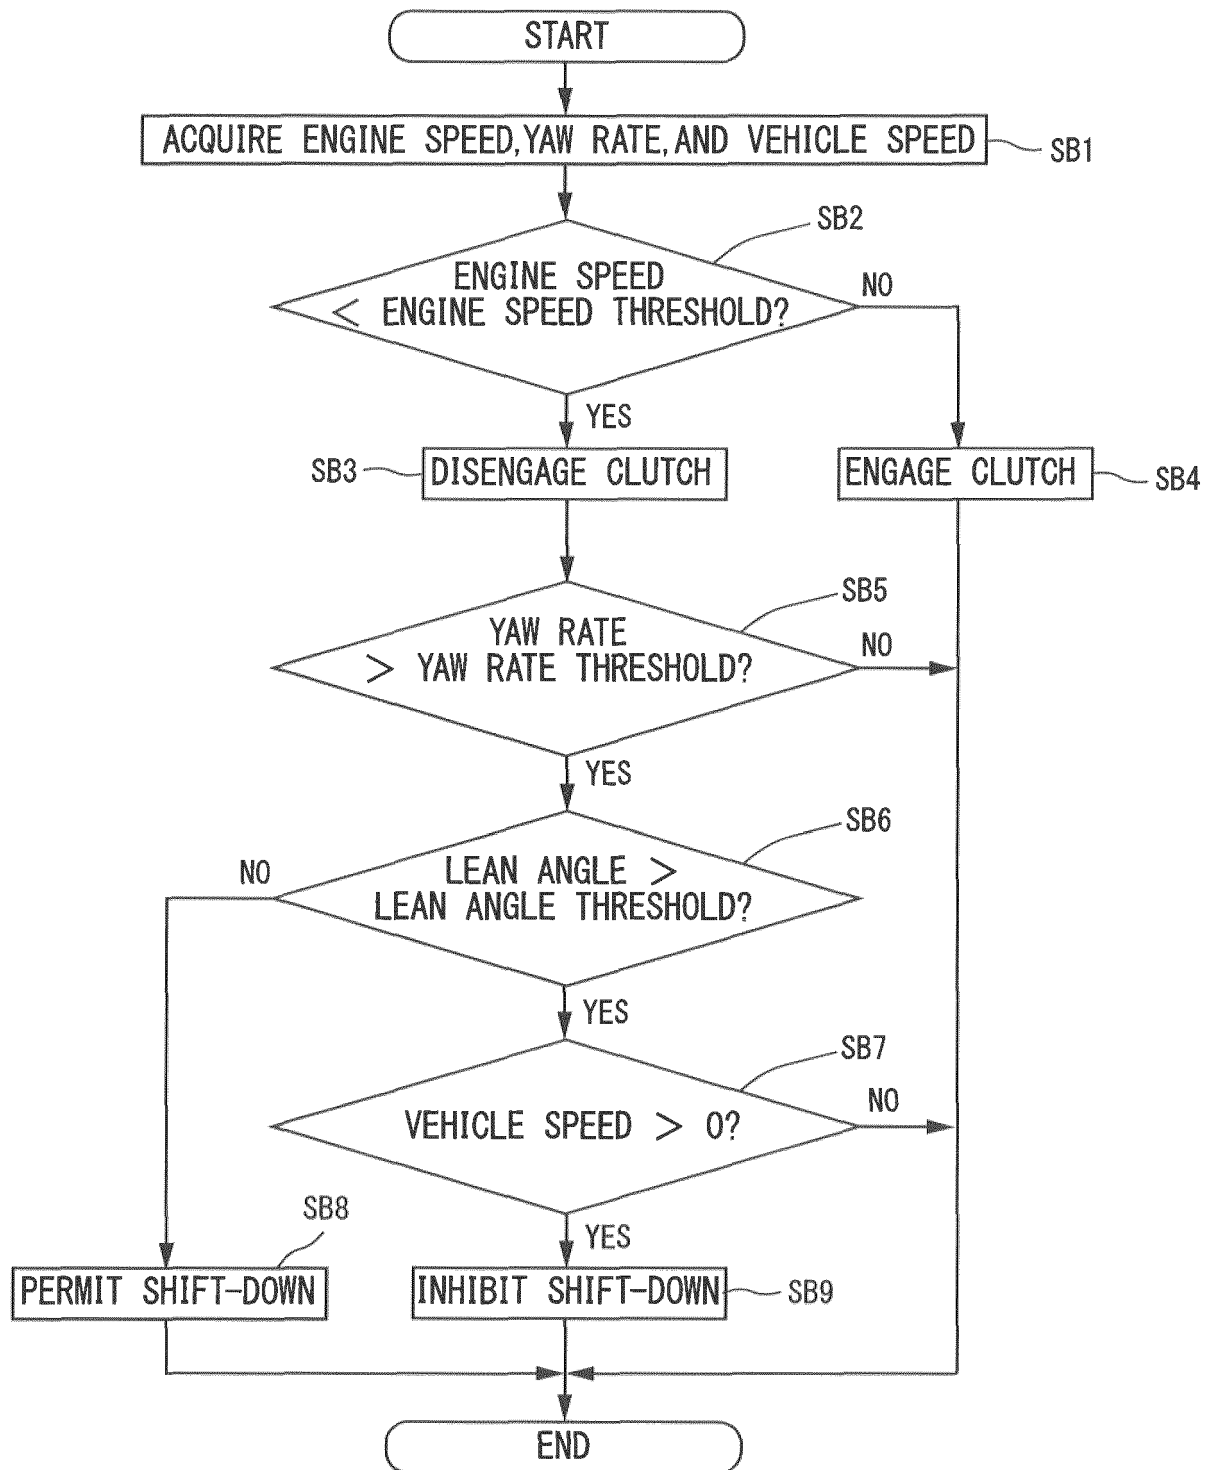 START
ACQUIRE ENGINE SPEED, YAW RATE, AND VEHICLE SPEED
SB1
SB2
ENGINE SPEED
< ENGINE SPEED THRESHOLD?
NO
YES
SB3
DISENGAGE CLUTCH
ENGAGE CLUTCH
SB4
SB5
YAW RATE
> YAW RATE THRESHOLD?
NO
YES
SB6
NO
LEAN ANGLE >
LEAN ANGLE THRESHOLD?
YES
SB7
VEHICLE SPEED > 0?
NO
YES
SB8
PERMIT SHIFT-DOWN
INHIBIT SHIFT-DOWN
SB9
END